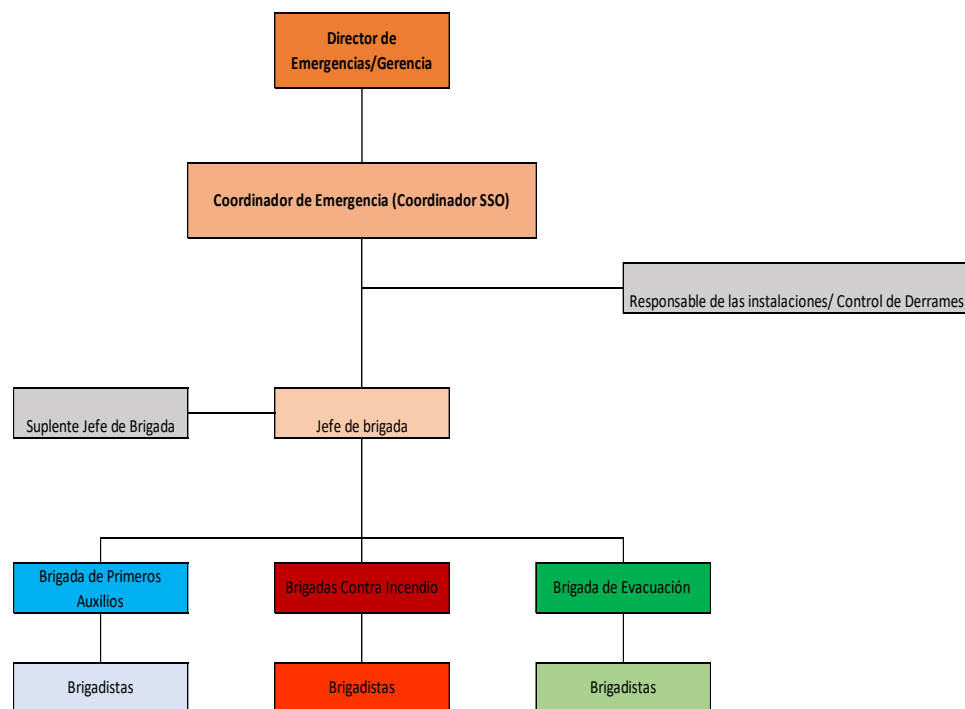 Director de
Emergencias/Gerencia
Coordinador de Emergencia (Coordinador SSO)
Responsable de las instalaciones/ Control de Derrames
Suplente Jefe de Brigada
Jefe de brigada
Brigada de Primeros
Auxilios
Brigadas Contra Incendio
Brigada de Evacuación
Brigadistas
Brigadistas
Brigadistas